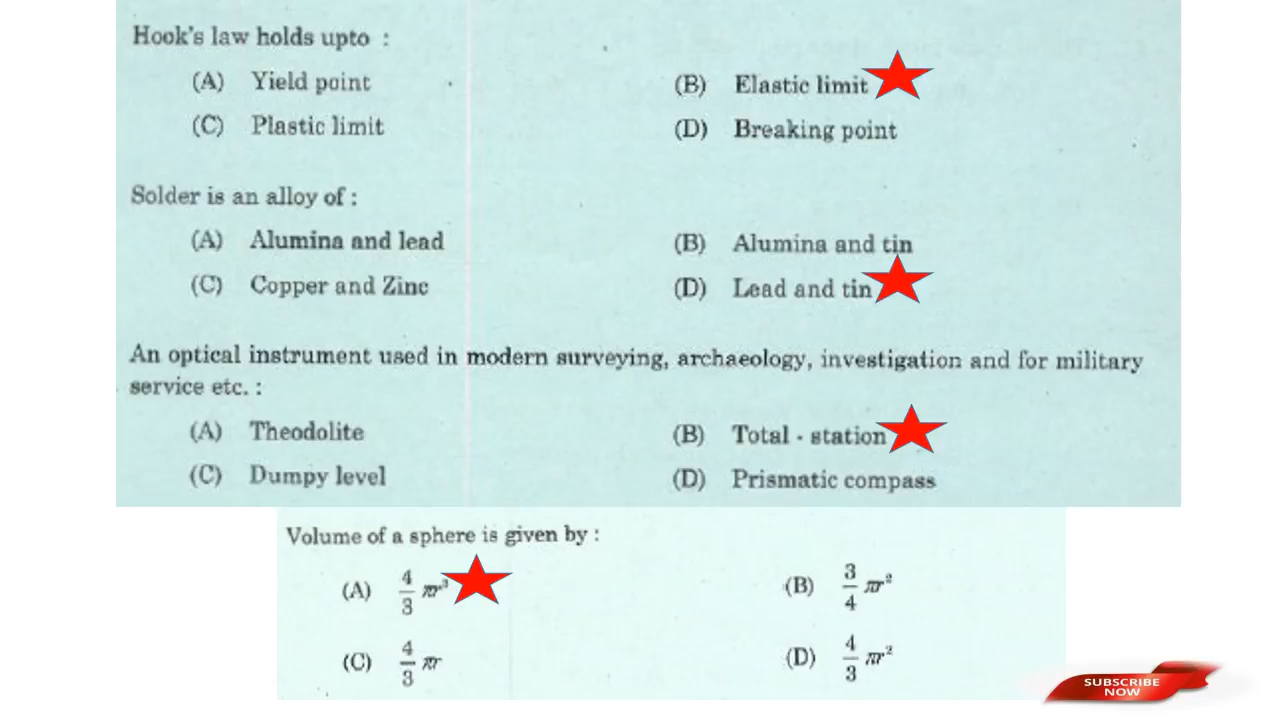 Hook's law holds upto :
(A) Yield point (B) Elastic limit
(C) Plastic limit (D) Breaking point
Solder is an alloy of :
(A) Alumina and lead (B) Alumina and tin
(C) Copper and Zinc (D) Lead and tin
An optical instrument used in modern surveying, archaeology, investigation and for military
service etc. :
(A) Theodolite (B) Total - station
(C) Dumpy level (D) Prismatic compass
Volume of a sphere is given by :
(A) 4/3 πr³ (B) 3/4 πr²
(C) 4/3 πr (D) 4/3 πr²
SUBSCRIBE
NOW